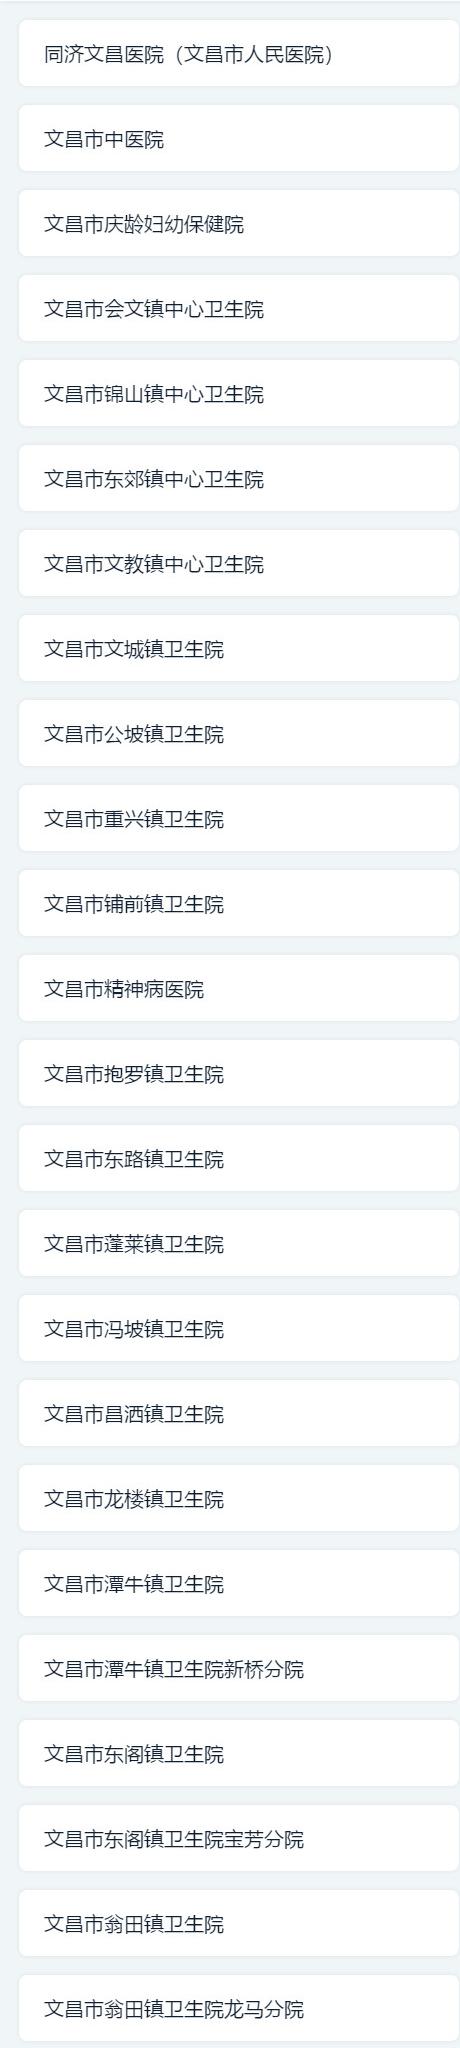 同济文昌医院（文昌市人民医院）
文昌市中医院
文昌市庆龄妇幼保健院
文昌市会文镇中心卫生院
文昌市锦山镇中心卫生院
文昌市东郊镇中心卫生院
文昌市文教镇中心卫生院
文昌市文城镇卫生院
文昌市公坡镇卫生院
文昌市重兴镇卫生院
文昌市铺前镇卫生院
文昌市精神病医院
文昌市抱罗镇卫生院
文昌市东路镇卫生院
文昌市蓬莱镇卫生院
文昌市冯坡镇卫生院
文昌市昌洒镇卫生院
文昌市龙楼镇卫生院
文昌市潭牛镇卫生院
文昌市潭牛镇卫生院新桥分院
文昌市东阁镇卫生院
文昌市东阁镇卫生院宝芳分院
文昌市翁田镇卫生院
文昌市翁田镇卫生院龙马分院